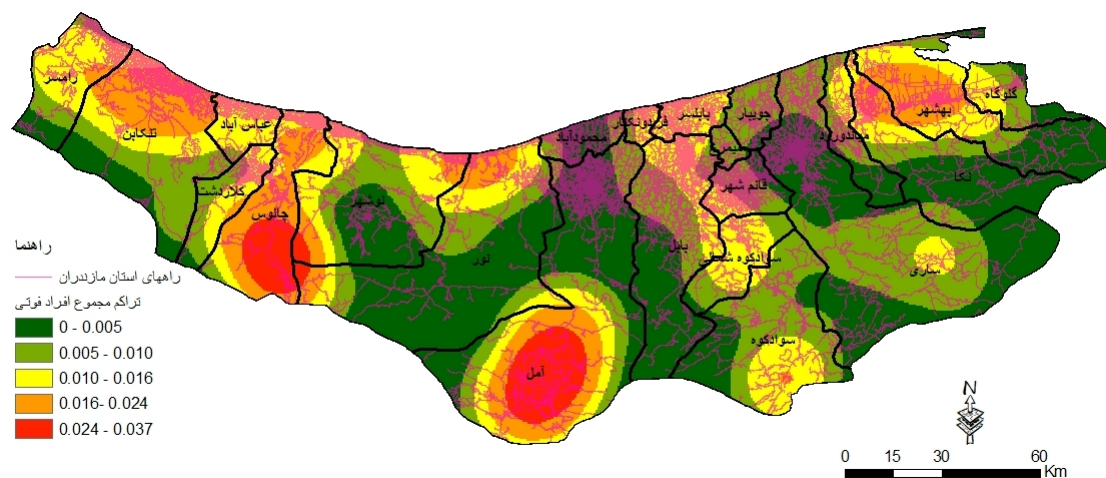 رامسر
تنکابن
عباس آباد
کلاردشت
چالوس
نوشهر
نور
آمل
محمودآباد
فریدونکنار
بابلسر
بابل
جویبار
قائم شهر
سوادکوه شمالی
سوادکوه
ساری
میاندورود
نکا
بهشهر
گلوگاه
راهنما
راههای استان مازندران
تراکم مجموع افراد فوتی
0 - 0.005
0.005 - 0.010
0.010 - 0.016
0.016- 0.024
0.024 - 0.037
N
0 15 30 60
Km